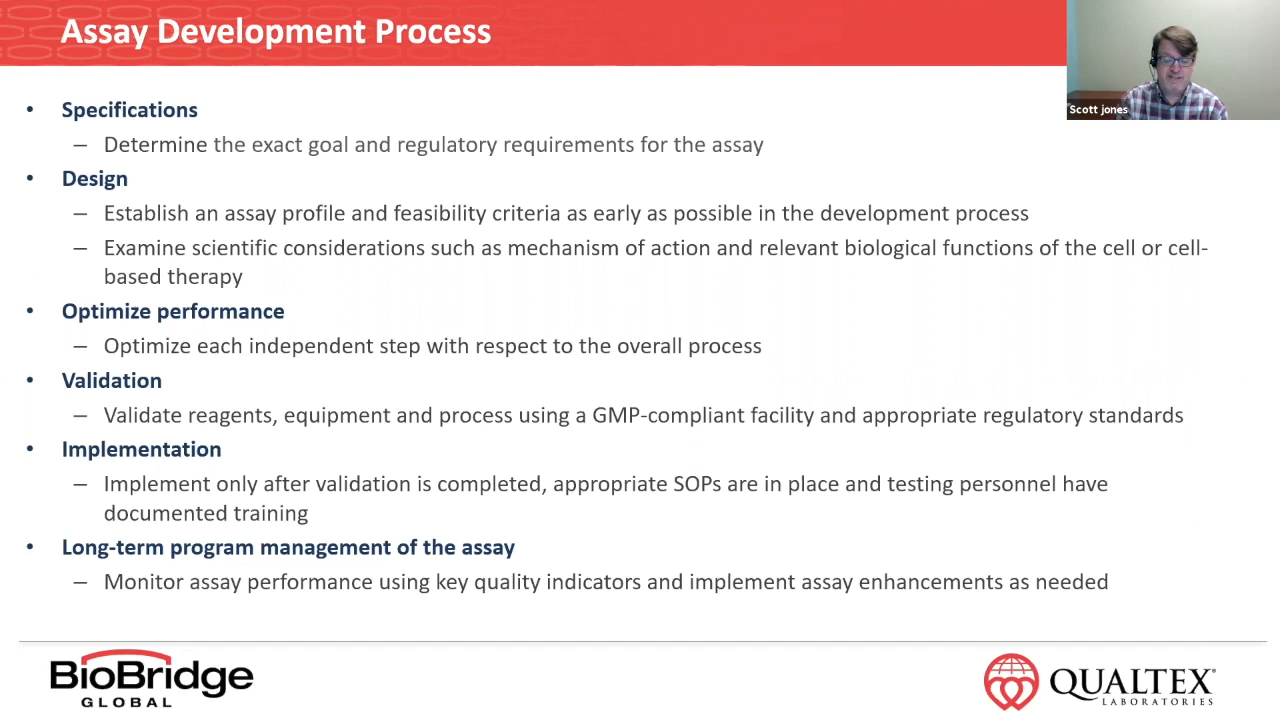 Assay Development Process
Scott jones
• Specifications
– Determine the exact goal and regulatory requirements for the assay
• Design
– Establish an assay profile and feasibility criteria as early as possible in the development process
– Examine scientific considerations such as mechanism of action and relevant biological functions of the cell or cell-
based therapy
• Optimize performance
– Optimize each independent step with respect to the overall process
• Validation
– Validate reagents, equipment and process using a GMP-compliant facility and appropriate regulatory standards
• Implementation
– Implement only after validation is completed, appropriate SOPs are in place and testing personnel have
documented training
• Long-term program management of the assay
– Monitor assay performance using key quality indicators and implement assay enhancements as needed
BioBridge
GLOBAL
QUALTEX®
LABORATORIES